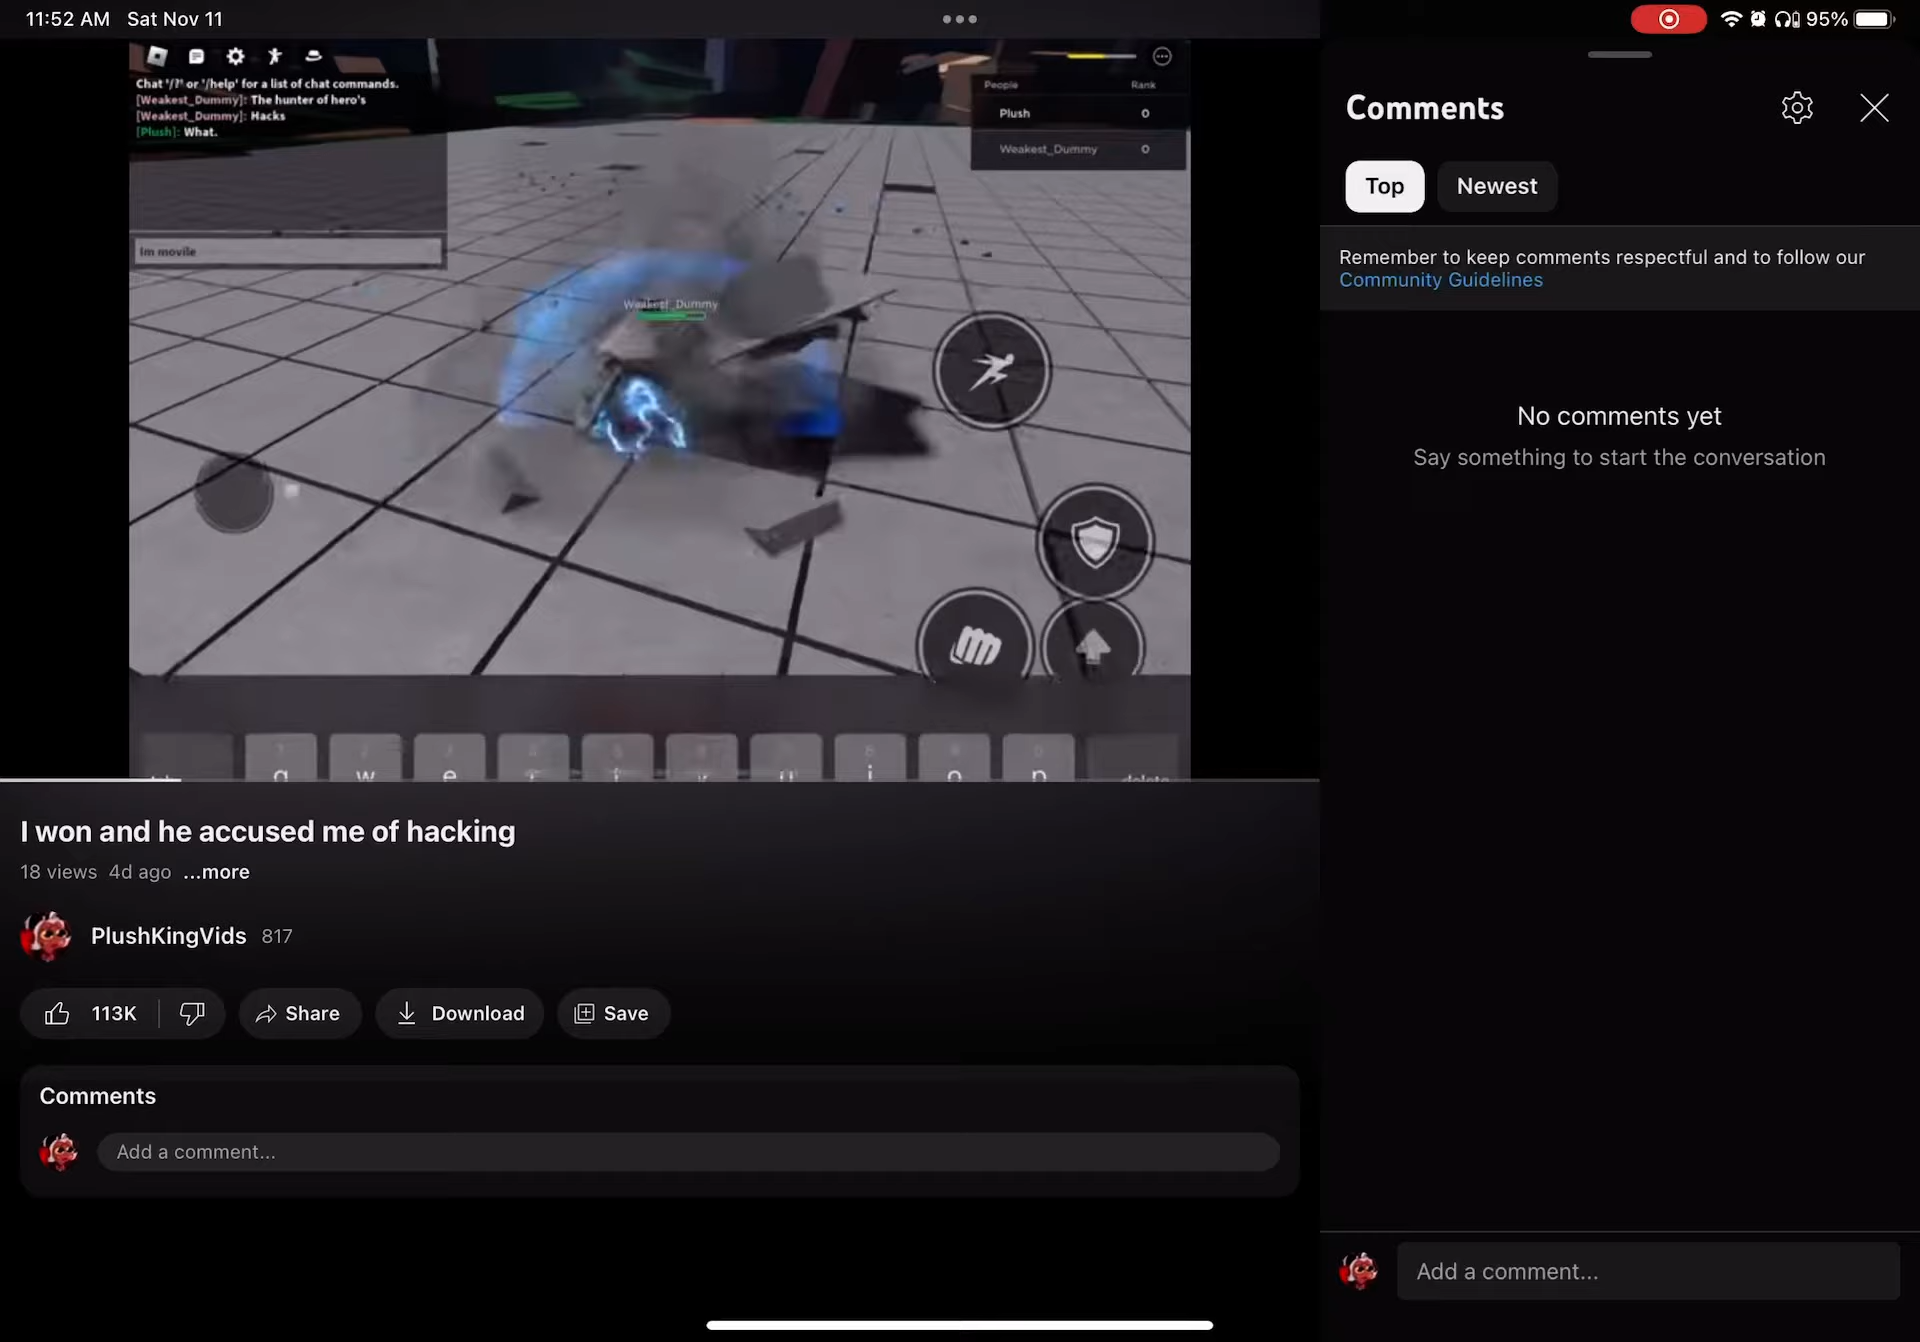 11:52 AM Sat Nov 11
95%
Chat '/?' or '/help' for a list of chat commands.
[Weakest_Dummy]: The hunter of hero's
[Weakest_Dummy]: Hacks
[Plush]: What.
Im movile
People Rank
Plush 0
Weakest_Dummy 0
Weakest_Dummy
q w e r t y u i o p delete
I won and he accused me of hacking
18 views 4d ago ...more
PlushKingVids 817
113K Share Download Save
Comments
Add a comment...
Comments
Top Newest
Remember to keep comments respectful and to follow our
Community Guidelines
No comments yet
Say something to start the conversation
Add a comment...